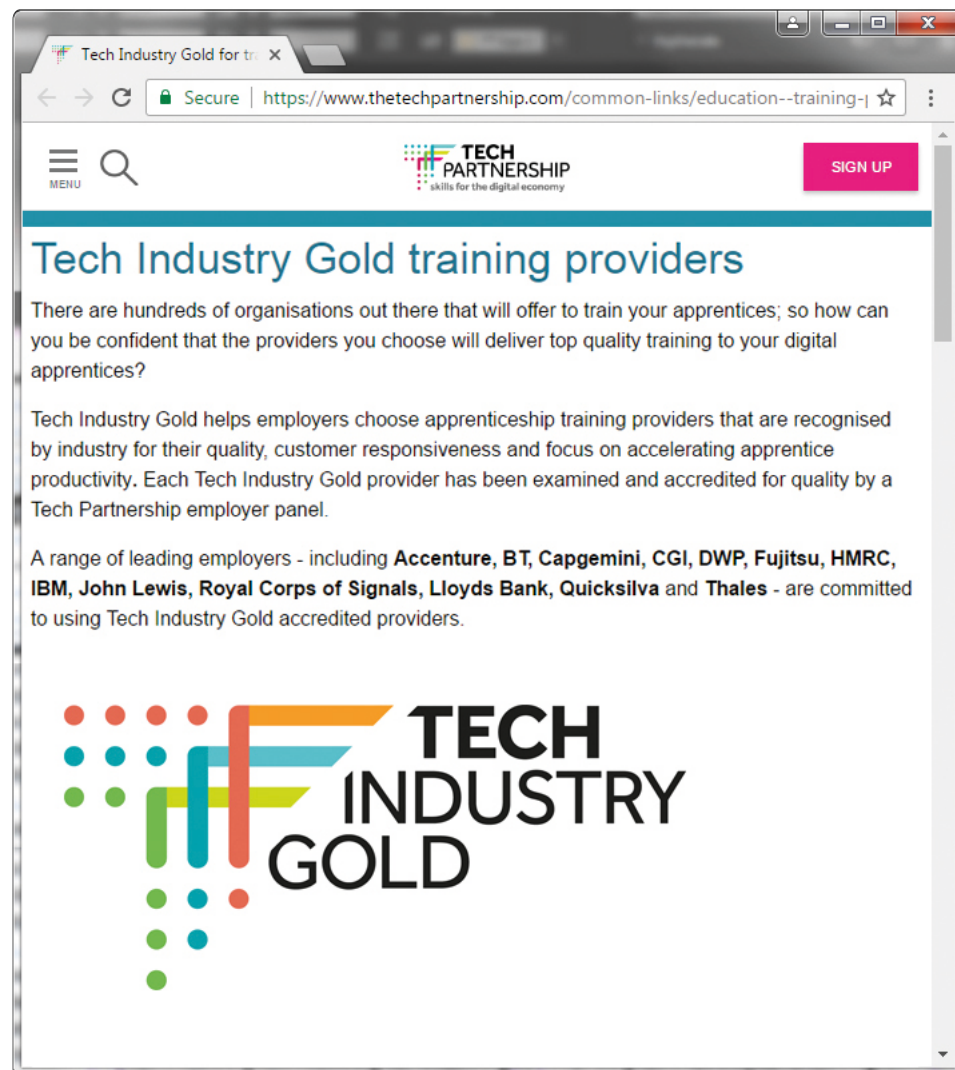 Tech Industry Gold for tr
Secure | https://www.thetechpartnership.com/common-links/education--training-p
MENU
TECH
PARTNERSHIP
skills for the digital economy
SIGN UP
Tech Industry Gold training providers
There are hundreds of organisations out there that will offer to train your apprentices; so how can
you be confident that the providers you choose will deliver top quality training to your digital
apprentices?
Tech Industry Gold helps employers choose apprenticeship training providers that are recognised
by industry for their quality, customer responsiveness and focus on accelerating apprentice
productivity. Each Tech Industry Gold provider has been examined and accredited for quality by a
Tech Partnership employer panel.
A range of leading employers - including Accenture, BT, Capgemini, CGI, DWP, Fujitsu, HMRC,
IBM, John Lewis, Royal Corps of Signals, Lloyds Bank, Quicksilva and Thales - are committed
to using Tech Industry Gold accredited providers.
TECH
INDUSTRY
GOLD